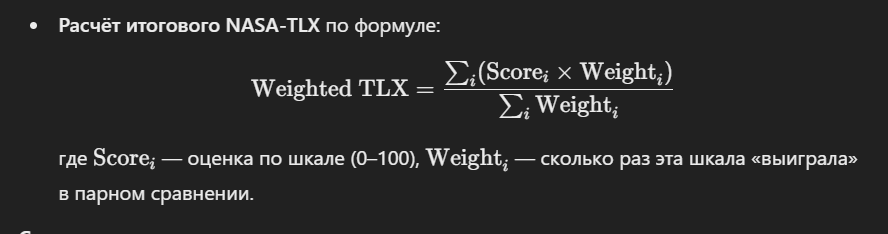 • Расчёт итогового NASA-TLX по формуле:
Weighted TLX = ∑ᵢ(Scoreᵢ × Weightᵢ) / ∑ᵢ Weightᵢ
где Scoreᵢ — оценка по шкале (0–100), Weightᵢ — сколько раз эта шкала «выиграла»
в парном сравнении.